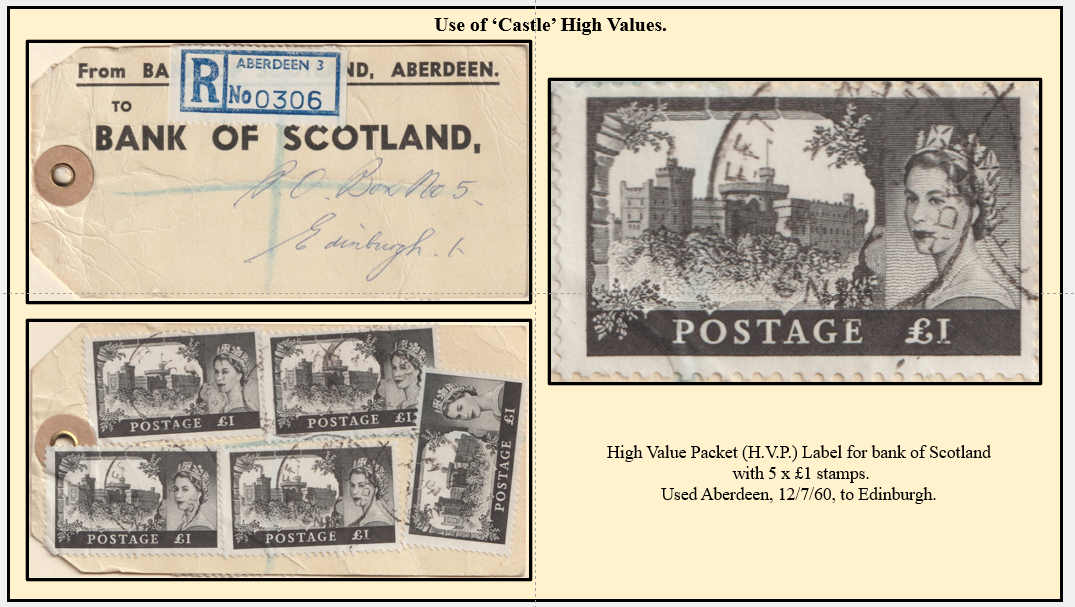 Use of ‘Castle’ High Values.
From BA ND, ABERDEEN.
R ABERDEEN 3
No 0306
TO
BANK OF SCOTLAND,
P.O. Box No 5.
Edinburgh. 1
POSTAGE £1
POSTAGE £1
POSTAGE £1
POSTAGE £1
POSTAGE £1
POSTAGE £1
High Value Packet (H.V.P.) Label for bank of Scotland
with 5 x £1 stamps.
Used Aberdeen, 12/7/60, to Edinburgh.